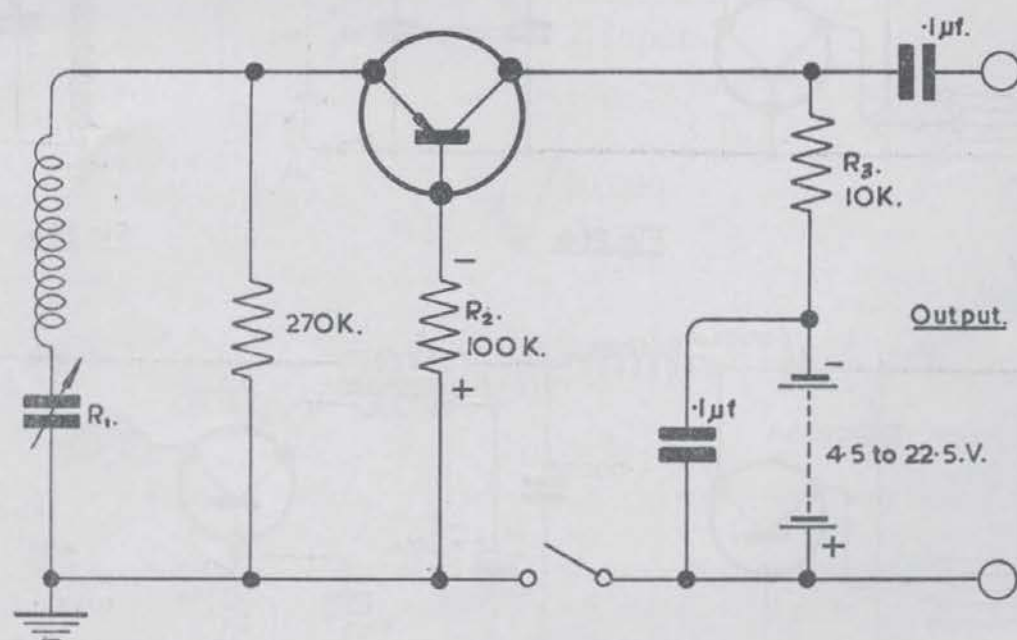 ·1µf.
R₃.
10K.
270K.
–
R₂.
100K.
+
Output.
R₁.
·1µf
–
4·5 to 22·5.V.
+